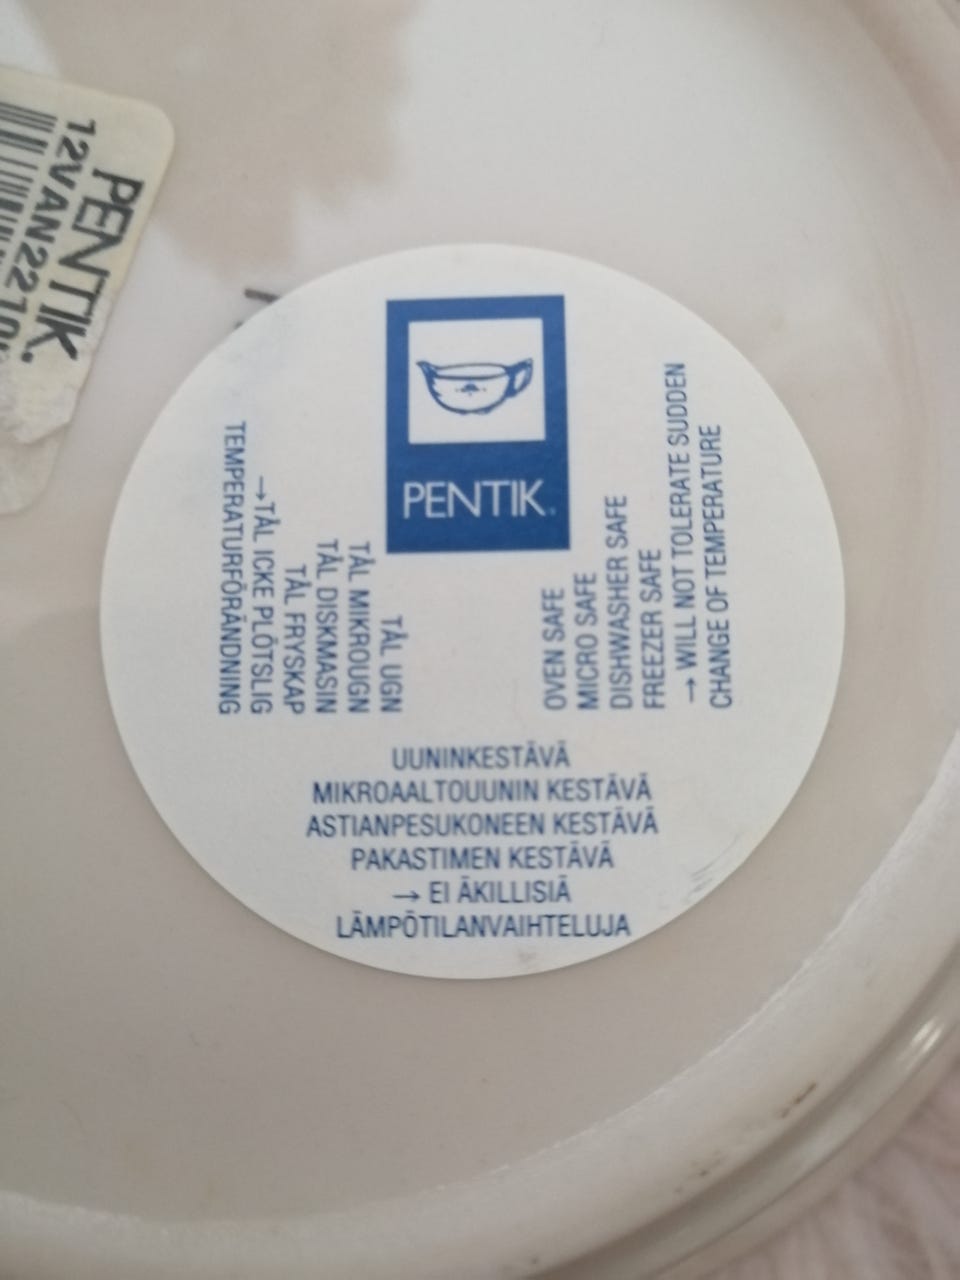 PENTIK.
PENTIK.
TÅL UGN
TÅL MIKROUGN
TÅL DISKMASIN
TÅL FRYSKAP
→TÅL ICKE PLÖTSLIG
TEMPERATURFÖRÄNDNING
OVEN SAFE
MICRO SAFE
DISHWASHER SAFE
FREEZER SAFE
→ WILL NOT TOLERATE SUDDEN
CHANGE OF TEMPERATURE
UUNINKESTÄVÄ
MIKROAALTOUUNIN KESTÄVÄ
ASTIANPESUKONEEN KESTÄVÄ
PAKASTIMEN KESTÄVÄ
→ EI ÄKILLISIÄ
LÄMPÖTILANVAIHTELUJA